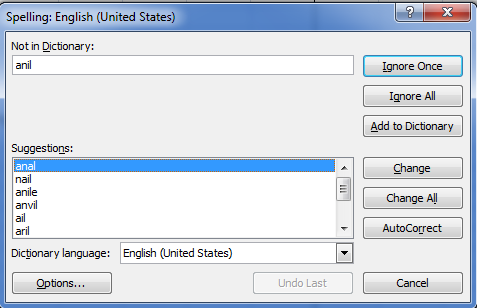 Spelling: English (United States)
Not in Dictionary:
anil
Ignore Once
Ignore All
Add to Dictionary
Suggestions:
anal
nail
anile
anvil
ail
aril
Change
Change All
AutoCorrect
Dictionary language: English (United States)
Options... Undo Last Cancel